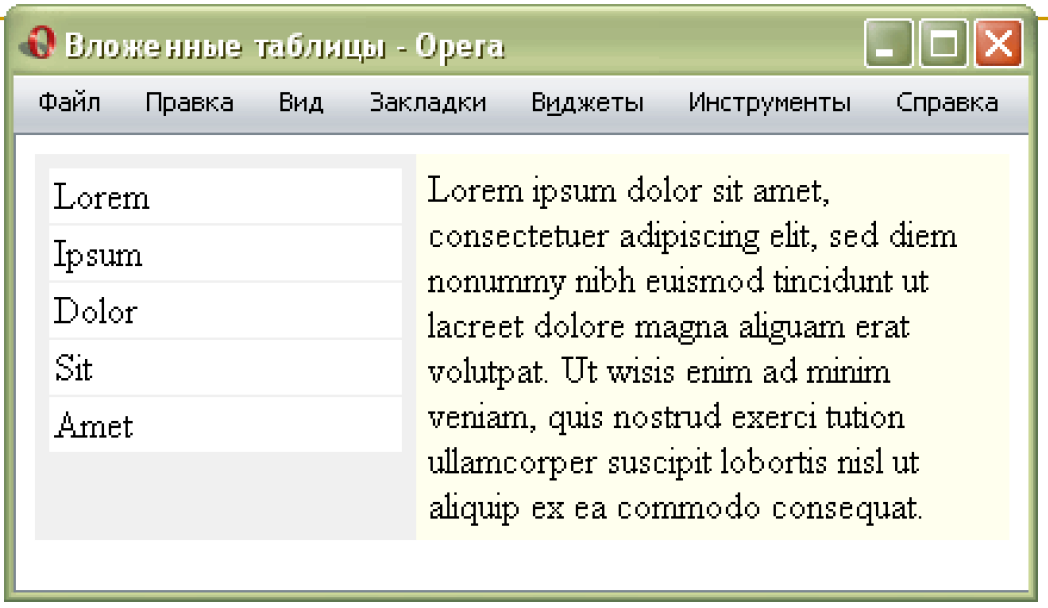 Вложенные таблицы - Opera
Файл Правка Вид Закладки Виджеты Инструменты Справка
Lorem
Ipsum
Dolor
Sit
Amet
Lorem ipsum dolor sit amet,
consectetuer adipiscing elit, sed diem
nonummy nibh euismod tincidunt ut
lacreet dolore magna aliguam erat
volutpat. Ut wisis enim ad minim
veniam, quis nostrud exerci tution
ullamcorper suscipit lobortis nisl ut
aliquip ex ea commodo consequat.